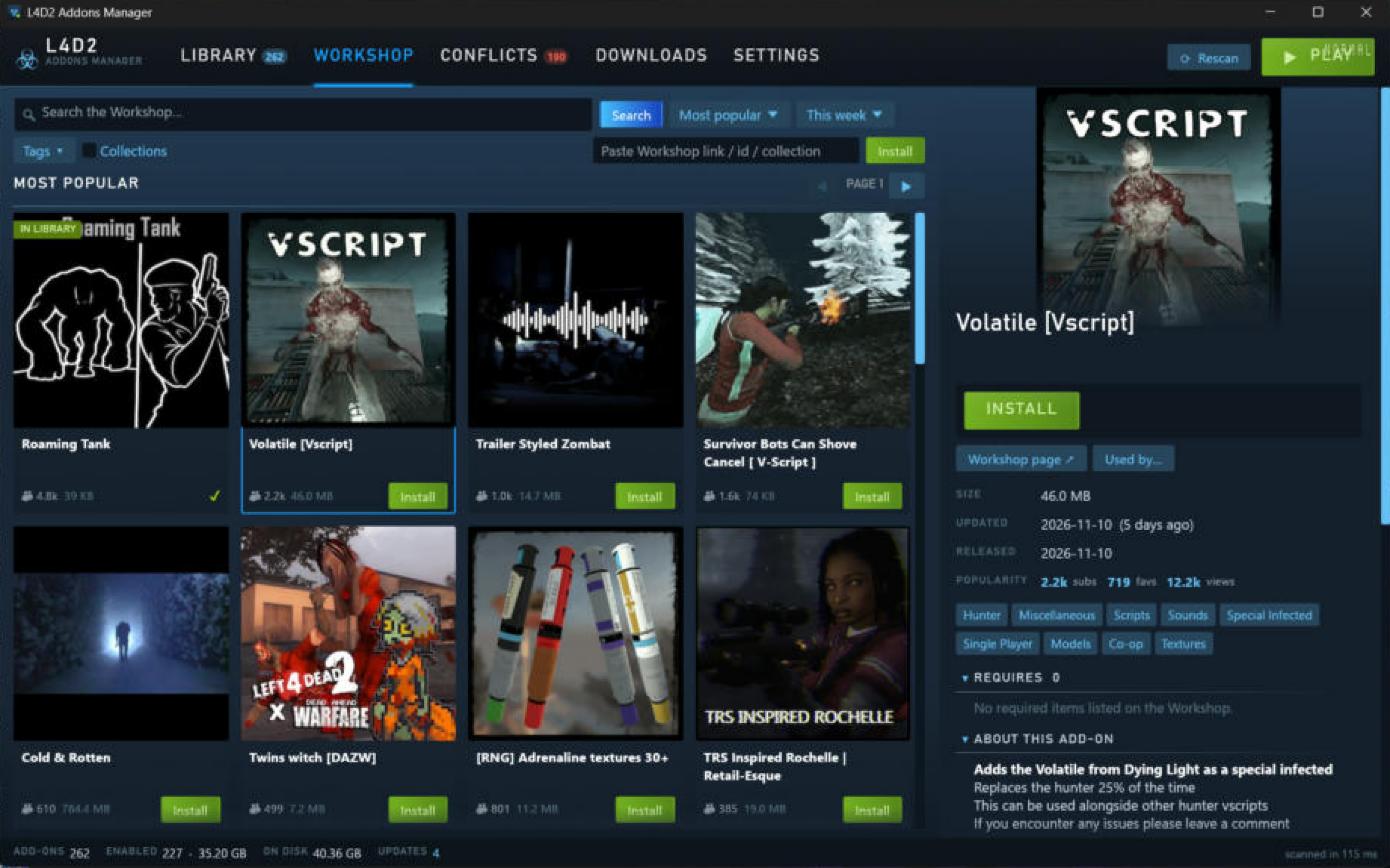 L4D2 Addons Manager
L4D2
ADDONS MANAGER
LIBRARY 262
WORKSHOP
CONFLICTS 190
DOWNLOADS
SETTINGS
Rescan
PLAY
NORMAL
Search the Workshop...
Search
Most popular
This week
Tags
Collections
Paste Workshop link / id / collection
Install
MOST POPULAR
PAGE 1
IN LIBRARY
Roaming Tank
VSCRIPT
Roaming Tank
4.8k 39 KB
Volatile [Vscript]
2.2k 46.0 MB
Install
Trailer Styled Zombat
1.0k 14.7 MB
Install
Survivor Bots Can Shove
Cancel [ V-Script ]
1.6k 74 KB
Install
LEFT 4 DEAD 2
X DEAD AHEAD
WARFARE
TRS INSPIRED ROCHELLE
Cold & Rotten
610 784.4 MB
Install
Twins witch [DAZW]
499 7.2 MB
Install
[RNG] Adrenaline textures 30+
801 11.2 MB
Install
TRS Inspired Rochelle |
Retail-Esque
385 19.0 MB
Install
VSCRIPT
Volatile [Vscript]
INSTALL
Workshop page ↗
Used by...
SIZE 46.0 MB
UPDATED 2026-11-10 (5 days ago)
RELEASED 2026-11-10
POPULARITY 2.2k subs 719 favs 12.2k views
Hunter Miscellaneous Scripts Sounds Special Infected
Single Player Models Co-op Textures
REQUIRES 0
No required items listed on the Workshop.
ABOUT THIS ADD-ON
Adds the Volatile from Dying Light as a special infected
Replaces the hunter 25% of the time
This can be used alongside other hunter vscripts
If you encounter any issues please leave a comment
ADD-ONS 262 ENABLED 227 · 35.20 GB ON DISK 40.36 GB UPDATES 4
scanned in 115 ms